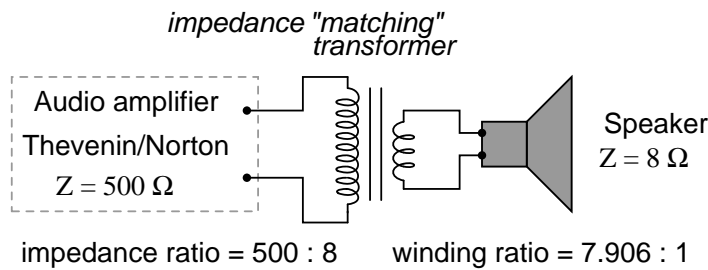 impedance "matching"
transformer
Audio amplifier
Thevenin/Norton
Z = 500 Ω
Speaker
Z = 8 Ω
impedance ratio = 500 : 8
winding ratio = 7.906 : 1